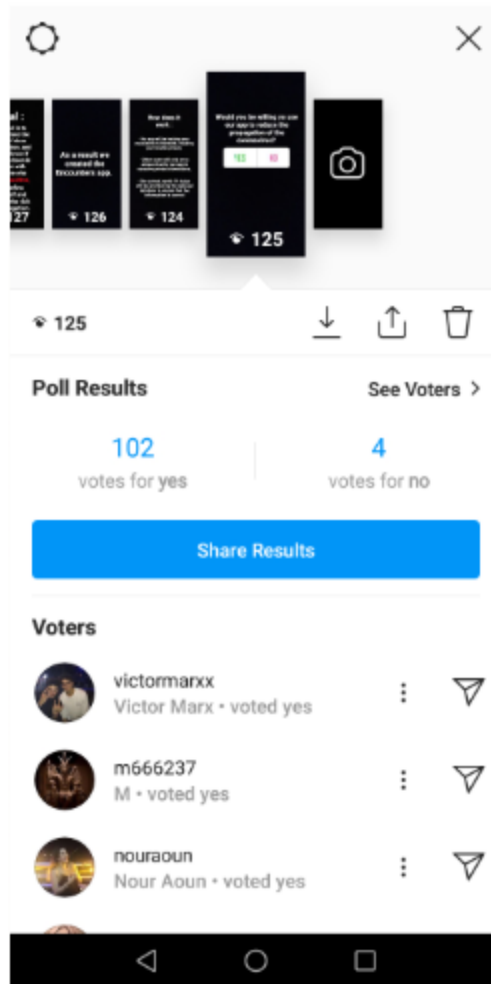 127
As a result we
created the
Encounters app.
126
How does it
work:
124
Would you be willing no use
our app to reduce the
propagation of the
125
125
Poll Results
See Voters >
102
votes for yes
4
votes for no
Share Results
Voters
victormarxx
Victor Marx • voted yes
m666237
M • voted yes
nouraoun
Nour Aoun • voted yes